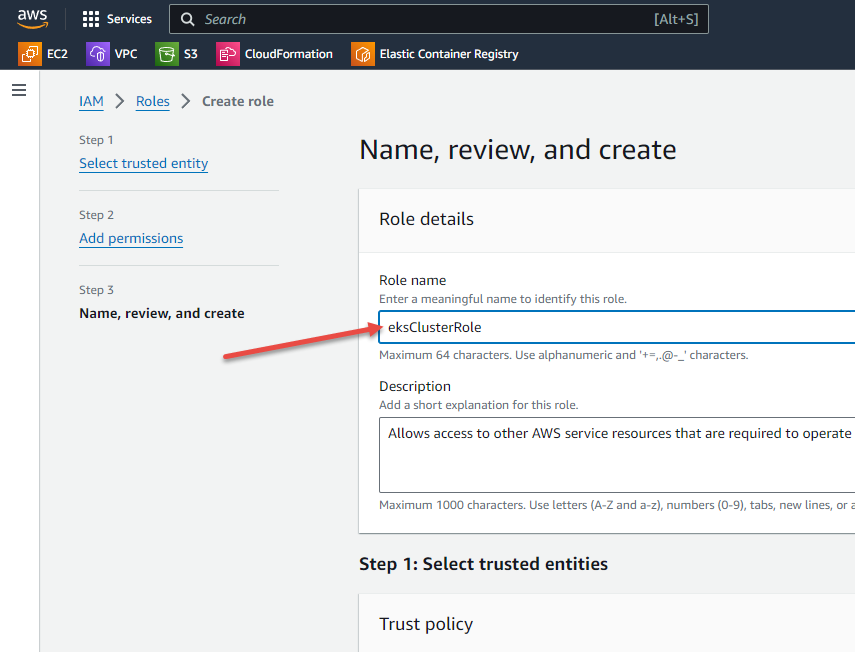 aws
Services
Search
[Alt+S]
EC2
VPC
S3
CloudFormation
Elastic Container Registry
IAM
Roles
Create role
Step 1
Select trusted entity
Step 2
Add permissions
Step 3
Name, review, and create
Name, review, and create
Role details
Role name
Enter a meaningful name to identify this role.
eksClusterRole
Maximum 64 characters. Use alphanumeric and '+=,.@-_' characters.
Description
Add a short explanation for this role.
Allows access to other AWS service resources that are required to operate
Maximum 1000 characters. Use letters (A-Z and a-z), numbers (0-9), tabs, new lines, or
Step 1: Select trusted entities
Trust policy